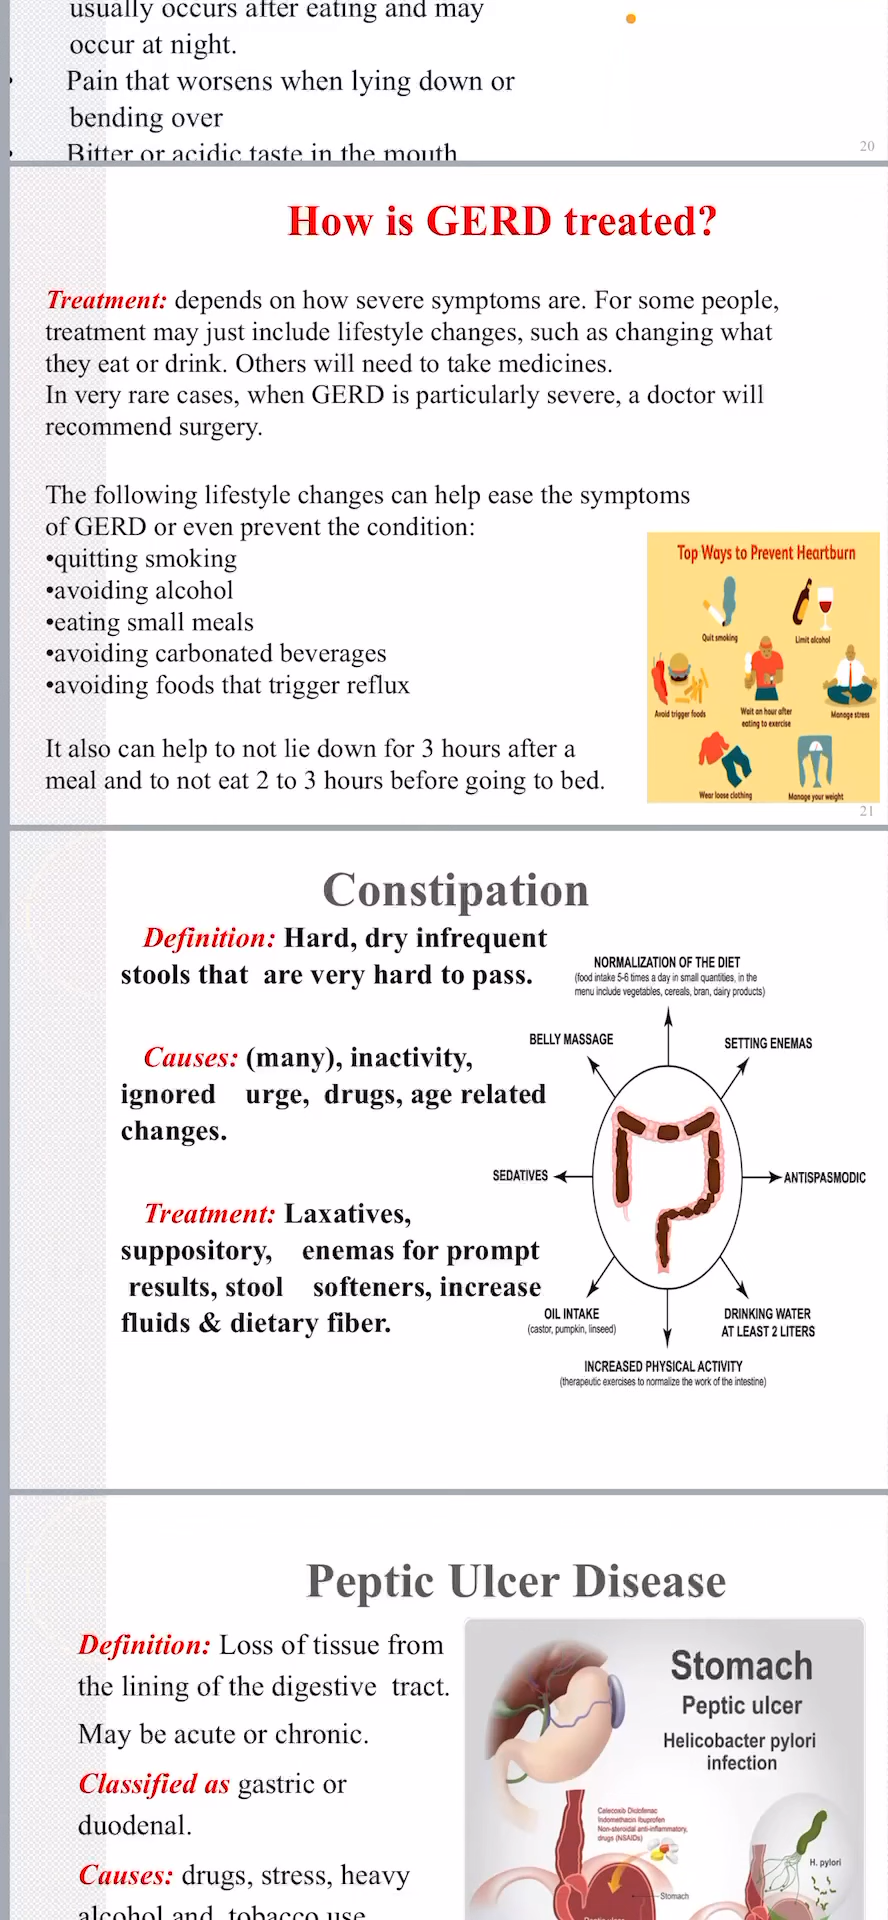 usually occurs after eating and may
occur at night.
• Pain that worsens when lying down or
bending over
• Bitter or acidic taste in the mouth
20
How is GERD treated?
Treatment: depends on how severe symptoms are. For some people,
treatment may just include lifestyle changes, such as changing what
they eat or drink. Others will need to take medicines.
In very rare cases, when GERD is particularly severe, a doctor will
recommend surgery.
The following lifestyle changes can help ease the symptoms
of GERD or even prevent the condition:
•quitting smoking
•avoiding alcohol
•eating small meals
•avoiding carbonated beverages
•avoiding foods that trigger reflux
It also can help to not lie down for 3 hours after a
meal and to not eat 2 to 3 hours before going to bed.
Top Ways to Prevent Heartburn
Quit smoking
Limit alcohol
Avoid trigger foods
Wait an hour after
eating to exercise
Manage stress
Wear loose clothing
Manage your weight
21
Constipation
Definition: Hard, dry infrequent
stools that are very hard to pass.
Causes: (many), inactivity,
ignored urge, drugs, age related
changes.
Treatment: Laxatives,
suppository, enemas for prompt
results, stool softeners, increase
fluids & dietary fiber.
NORMALIZATION OF THE DIET
(food intake 5-6 times a day in small quantities, in the
menu include vegetables, cereals, bran, dairy products)
BELLY MASSAGE
SETTING ENEMAS
SEDATIVES
ANTISPASMODIC
OIL INTAKE
(castor, pumpkin, linseed)
DRINKING WATER
AT LEAST 2 LITERS
INCREASED PHYSICAL ACTIVITY
(therapeutic exercises to normalize the work of the intestine)
Peptic Ulcer Disease
Definition: Loss of tissue from
the lining of the digestive tract.
May be acute or chronic.
Classified as gastric or
duodenal.
Causes: drugs, stress, heavy
alcohol and tobacco use
Stomach
Peptic ulcer
Helicobacter pylori
infection
Celecoxib Diclofenac
Indomethacin Ibuprofen
Non-steroidal anti-inflammatory,
drugs (NSAIDs)
H. pylori
Stomach